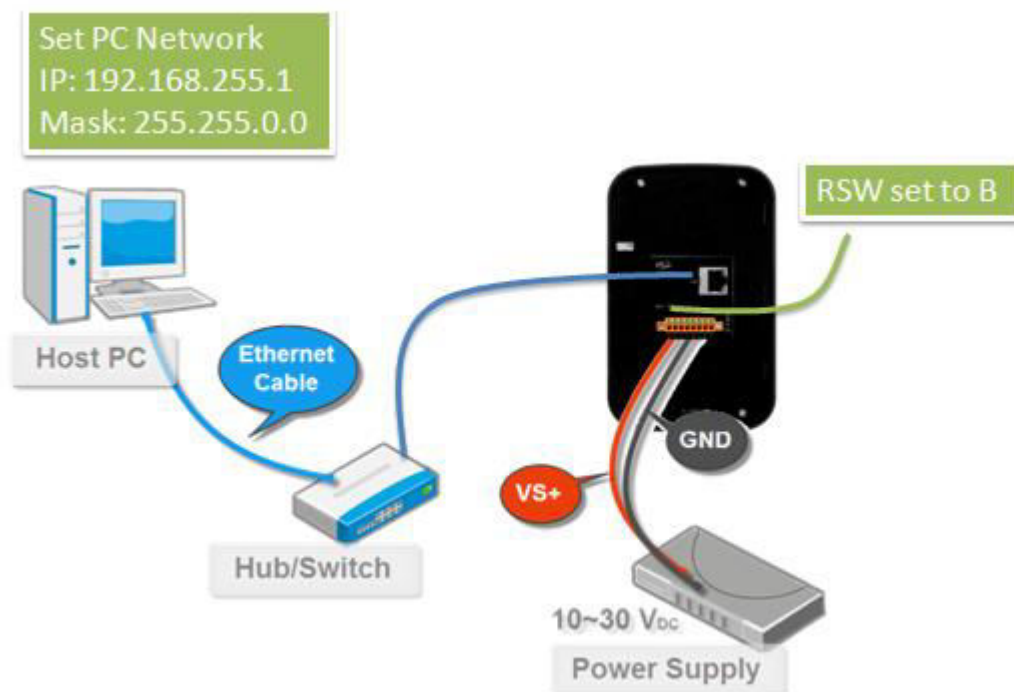 Set PC Network
IP: 192.168.255.1
Mask: 255.255.0.0
RSW set to B
Host PC
Ethernet
Cable
GND
VS+
Hub/Switch
10~30 VDC
Power Supply